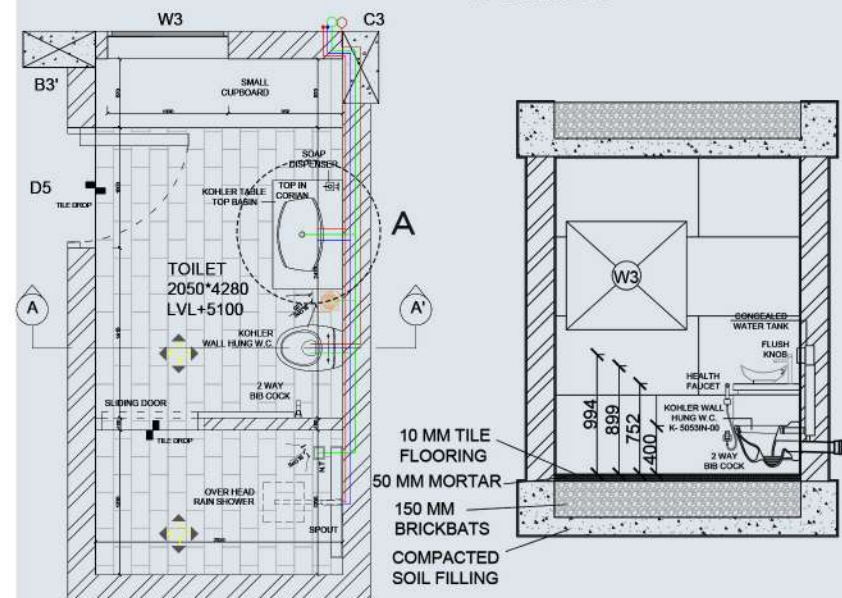 W3
C3
B3'
SMALL
CUPBOARD
D5
TILE DROP
SOAP
DISPENSER
KOHLER TABLE
TOP BASIN
TOP IN
CORIAN
A
TOILET
2050*4280
LVL+5100
A
A'
KOHLER
WALL HUNG W.C.
2 WAY
BIB COCK
SLIDING DOOR
TILE DROP
N.T
OVER HEAD
RAIN SHOWER
SPOUT
W3
CONCEALED
WATER TANK
FLUSH
KNOB
HEALTH
FAUCET
KOHLER WALL
HUNG W.C.
K- 5053IN-00
2 WAY
BIB COCK
994
899
752
400
10 MM TILE
FLOORING
50 MM MORTAR
150 MM
BRICKBATS
COMPACTED
SOIL FILLING